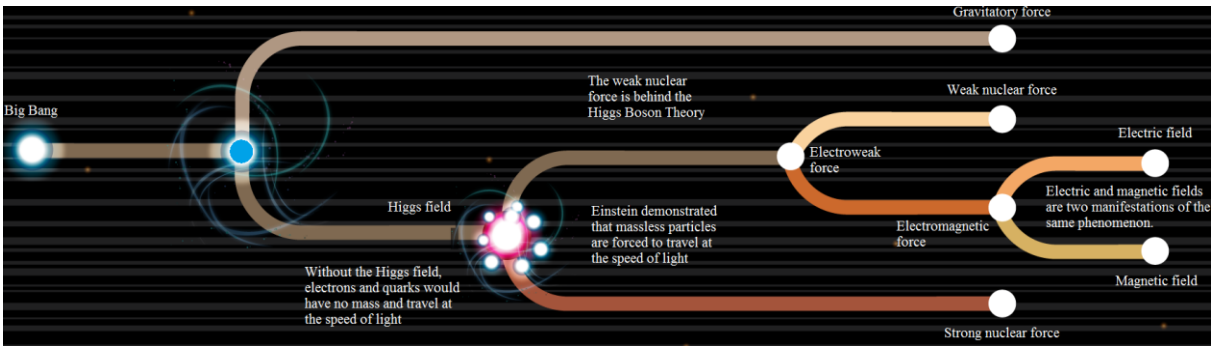 Gravitatory force
The weak nuclear
force is behind the
Higgs Boson Theory
Weak nuclear force
Big Bang
Electric field
Electroweak
force
Electric and magnetic fields
are two manifestations of the
same phenomenon.
Higgs field
Einstein demonstrated
that massless particles
are forced to travel at
the speed of light
Electromagnetic
force
Without the Higgs field,
electrons and quarks would
have no mass and travel at
the speed of light
Magnetic field
Strong nuclear force